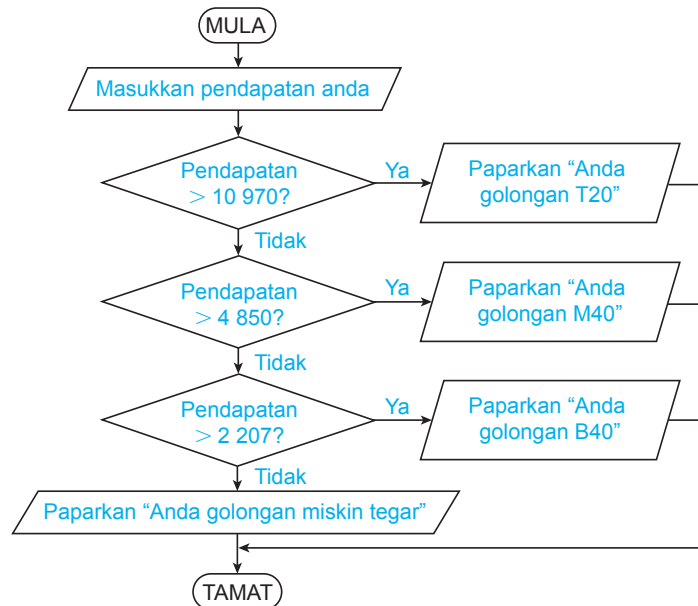 MULA
Masukkan pendapatan anda
Pendapatan
> 10 970?
Ya
Paparkan “Anda
golongan T20”
Tidak
Pendapatan
> 4 850?
Ya
Paparkan “Anda
golongan M40”
Tidak
Pendapatan
> 2 207?
Ya
Paparkan “Anda
golongan B40”
Tidak
Paparkan “Anda golongan miskin tegar”
TAMAT